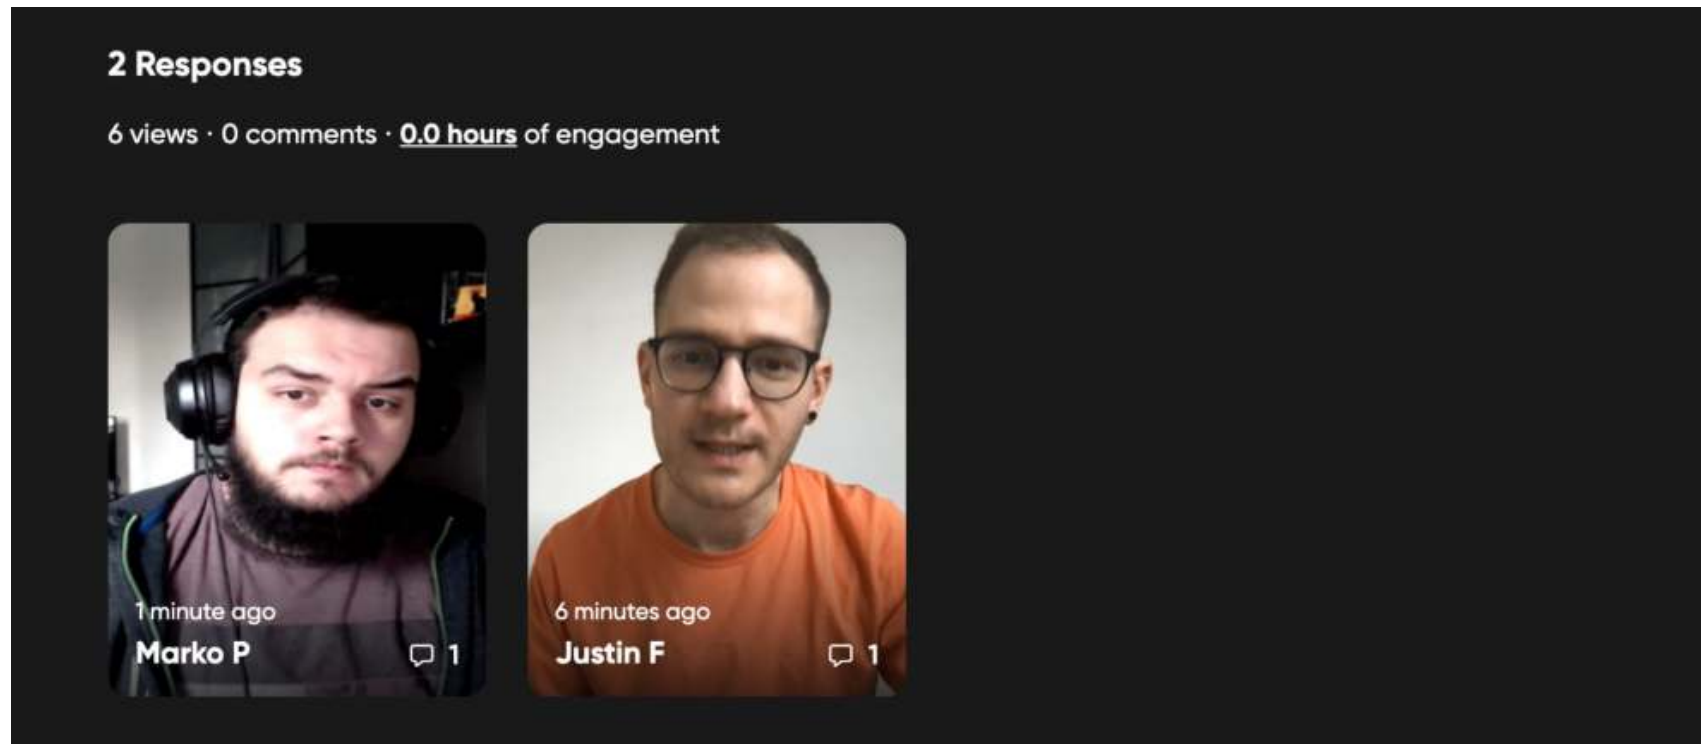 2 Responses
6 views · 0 comments · 0.0 hours of engagement
1 minute ago
Marko P
1
6 minutes ago
Justin F
1